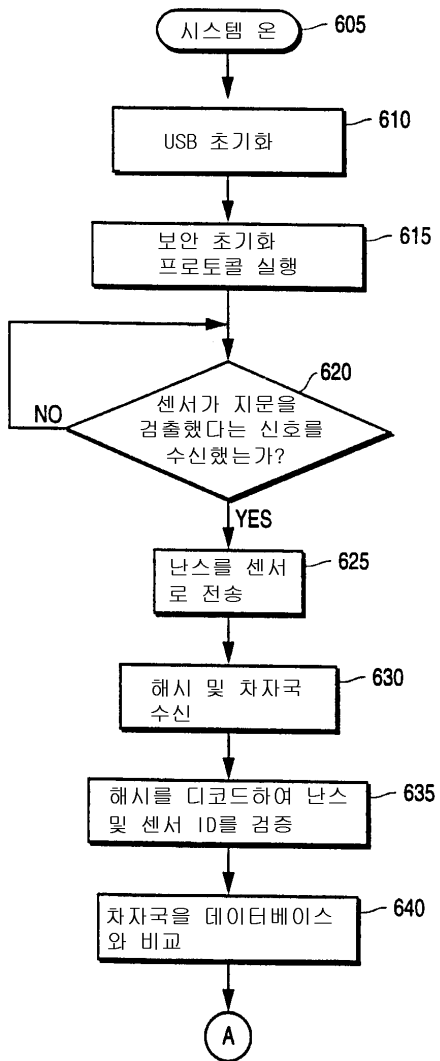 시스템 온
605
USB 초기화
610
보안 초기화
프로토콜 실행
615
620
센서가 지문을
검출했다는 신호를
수신했는가?
NO
YES
난스를 센서
로 전송
625
해시 및 차자국
수신
630
해시를 디코드하여 난스
및 센서 ID를 검증
635
차자국을 데이터베이스
와 비교
640
A